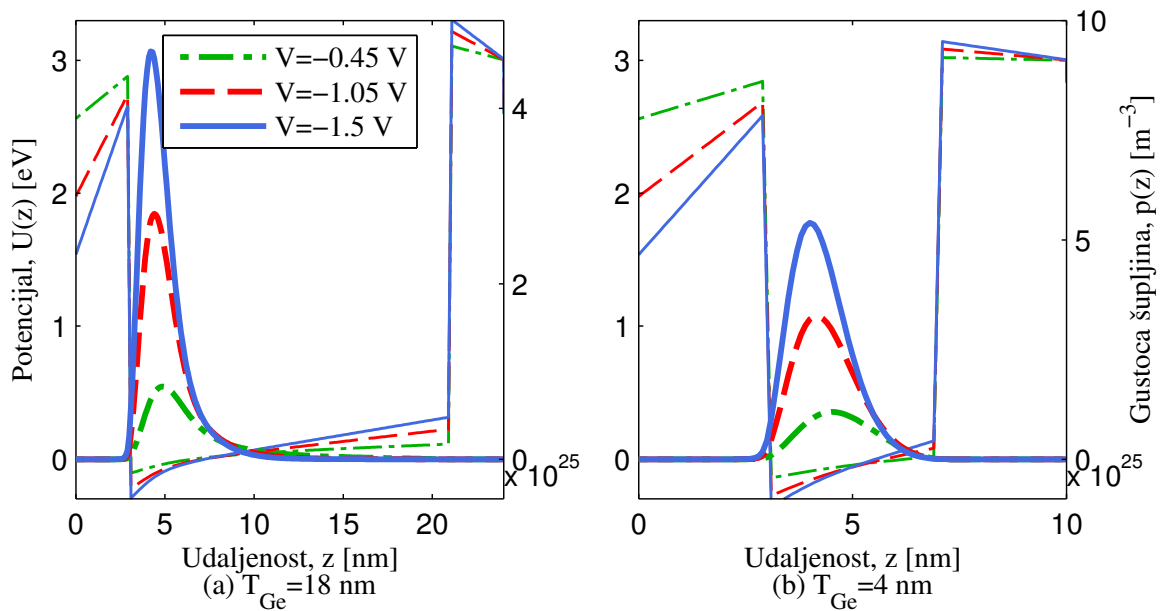 Potencijal, U(z) [eV]
3
2
1
0
V=−0.45 V
V=−1.05 V
V=−1.5 V
4
2
0
x 10^25
0 5 10 15 20
Udaljenost, z [nm]
(a) T_Ge=18 nm
3
2
1
0
10
5
0
x 10^25
Gustoca šupljina, p(z) [m^−3]
0 5 10
Udaljenost, z [nm]
(b) T_Ge=4 nm